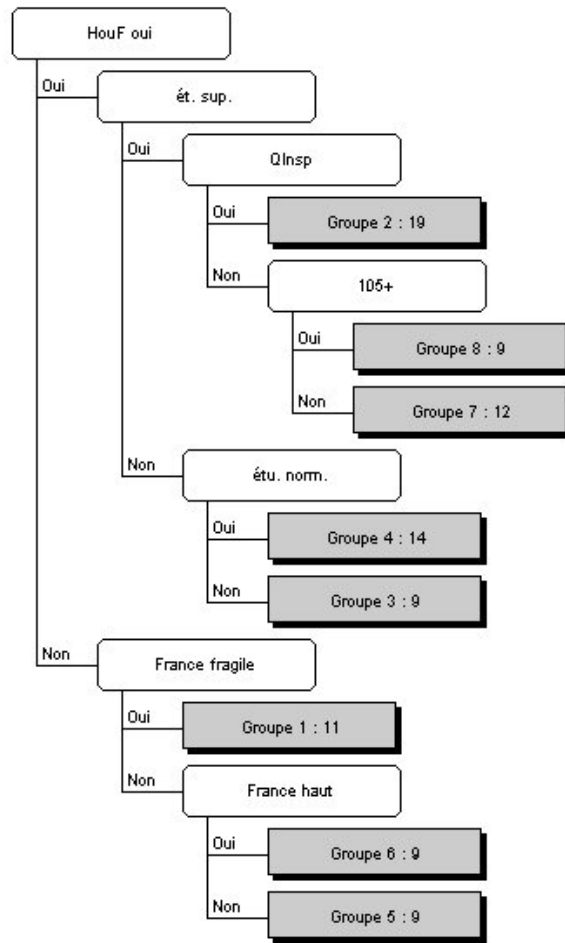 HouF oui
Oui
ét. sup.
Oui
QInsp
Oui
Groupe 2 : 19
Non
105+
Oui
Groupe 8 : 9
Non
Groupe 7 : 12
Non
étu. norm.
Oui
Groupe 4 : 14
Non
Groupe 3 : 9
Non
France fragile
Oui
Groupe 1 : 11
Non
France haut
Oui
Groupe 6 : 9
Non
Groupe 5 : 9